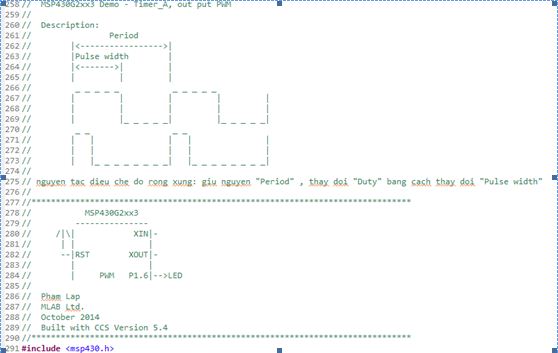 258 //  MSP430G2xx3 Demo - Timer_A, out put PWM
259 //
260 //  Description:
261 //                Period
262 //         |<----------------->|
263 //         |Pulse width        |
264 //         |<------->|         |
265 //         |         |         |
266 //          _ _ _ _ _           _ _ _ _ _
267 //         |         |         |         |         |
268 //         |         |         |         |         |
269 //         |         |_ _ _ _ _|         |_ _ _ _ _|
270 //          _ _                 _ _
271 //         |   |               |   |               |
272 //         |   |               |   |               |
273 //         |   |_ _ _ _ _ _ _ _|   |_ _ _ _ _ _ _ _|
274 //
275 // nguyen tac dieu che do rong xung: giu nguyen "Period" , thay doi "Duty" bang cach thay doi "Pulse width"
276 //
277 //******************************************************************************
278 //           MSP430G2xx3
279 //         ---------------
280 //     /|\|            XIN|-
281 //      | |               |
282 //      --|RST        XOUT|-
283 //        |               |
284 //        |     PWM   P1.6|-->LED
285 //
286 //  Pham Lap
287 //  MLAB Ltd.
288 //  October 2014
289 //  Built with CCS Version 5.4
290 //******************************************************************************
291 #include <msp430.h>